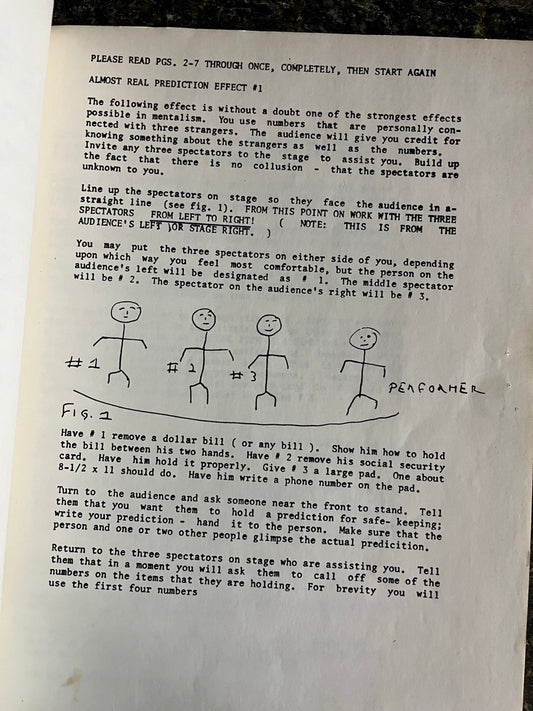 PLEASE READ PGS. 2-7 THROUGH ONCE, COMPLETELY, THEN START AGAIN
ALMOST REAL PREDICTION EFFECT #1
The following effect is without a doubt one of the strongest effects
possible in mentalism. You use numbers that are personally con-
nected with three strangers. The audience will give you credit for
knowing something about the strangers as well as the numbers.
Invite any three spectators to the stage to assist you. Build up
the fact that there is no collusion - that the spectators are
unknown to you.
Line up the spectators on stage so they face the audience in a-
straight line (see fig. 1). FROM THIS POINT ON WORK WITH THE THREE
SPECTATORS FROM LEFT TO RIGHT! ( NOTE: THIS IS FROM THE
AUDIENCE'S LEFT )OR STAGE RIGHT. )
You may put the three spectators on either side of you, depending
upon which way you feel most comfortable, but the person on the
audience's left will be designated as # 1. The middle spectator
will be # 2. The spectator on the audience's right will be # 3.
#1 #2 #3 PERFORMER
FIG. 1
Have # 1 remove a dollar bill ( or any bill ). Show him how to hold
the bill between his two hands. Have # 2 remove his social security
card. Have him hold it properly. Give # 3 a large pad. One about
8-1/2 x 11 should do. Have him write a phone number on the pad.
Turn to the audience and ask someone near the front to stand. Tell
them that you want them to hold a prediction for safe- keeping;
write your prediction - hand it to the person. Make sure that the
person and one or two other people glimpse the actual predicition.
Return to the three spectators on stage who are assisting you. Tell
them that in a moment you will ask them to call off some of the
numbers on the items that they are holding. For brevity you will
use the first four numbers